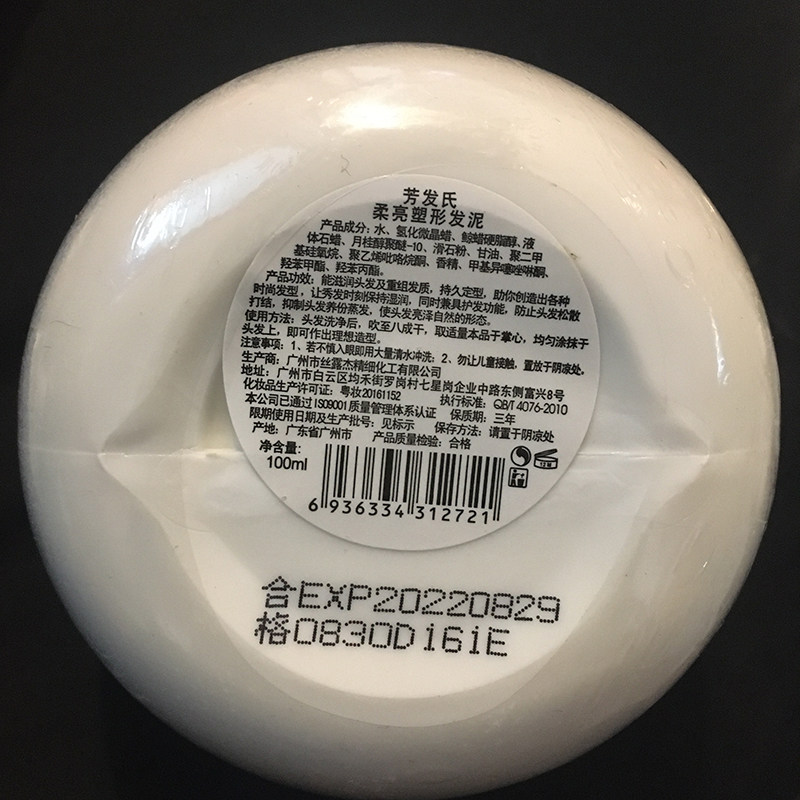 芳发氏
柔亮塑形发泥
产品成分：水、氢化微晶蜡、鲸蜡硬脂醇、液
体石蜡、月桂醇聚醚-10、滑石粉、甘油、聚二甲
基硅氧烷、聚乙烯吡咯烷酮、香精、甲基异噻唑啉酮、
羟苯甲酯、羟苯丙酯。
产品功效：能滋润头发及重组发质，持久定型，助你创造出各种
时尚发型，让秀发时刻保持湿润，同时兼具护发功能，防止头发松散
打结，抑制头发养份蒸发，使头发亮泽自然的形态。
使用方法：头发洗净后，吹至八成干，取适量本品于掌心，均匀涂抹于
头发上，即可作出理想造型。
注意事项：1、若不慎入眼即用大量清水冲洗；2、勿让儿童接触，置放于阴凉处。
生产商：广州市丝露杰精细化工有限公司
地址：广州市白云区均禾街罗岗村七星岗企业中路东侧富兴8号
化妆品生产许可证：粤妆20161152 执行标准：QB/T 4076-2010
本公司已通过ISO9001质量管理体系认证 保质期：三年
限期使用日期及生产批号：见标示 保存方法：请置于阴凉处
产地：广东省广州市 产品质量检验：合格
净含量：
100ml
12M
6 936334 312721
合EXP20220829
格0830D161E